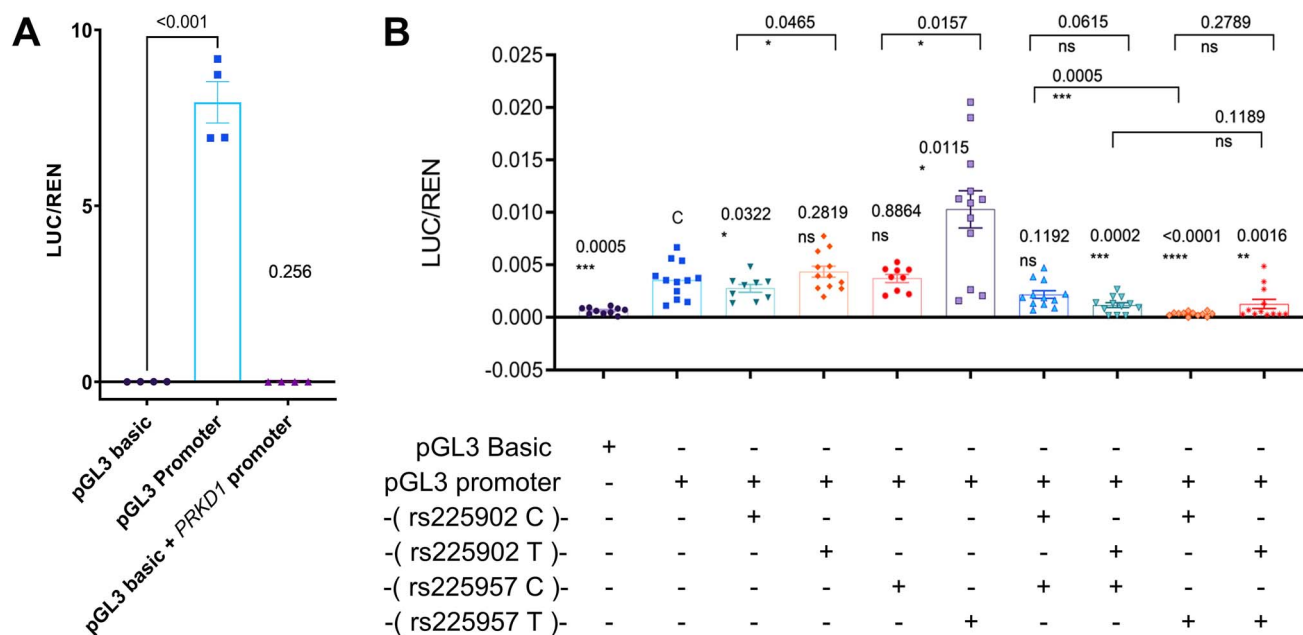 A
10
<0.001
LUC/REN
5
0.256
0
pGL3 basic
pGL3 Promoter
pGL3 basic + PRKD1 promoter
B
0.0465
*
0.0157
*
0.0615
ns
0.2789
ns
0.0005
***
0.1189
ns
LUC/REN
0.025
0.020
0.015
0.010
0.005
0.000
-0.005
0.0005
***
C
0.0322
*
0.2819
ns
0.8864
ns
0.0115
*
0.1192
ns
0.0002
***
<0.0001
****
0.0016
**
pGL3 Basic + - - - - - - - - -
pGL3 promoter - + + + + + + + + +
-( rs225902 C )- - - + - - - + - + -
-( rs225902 T )- - - - + - - - + - +
-( rs225957 C )- - - - - + - + + - -
-( rs225957 T )- - - - - - + - - + +